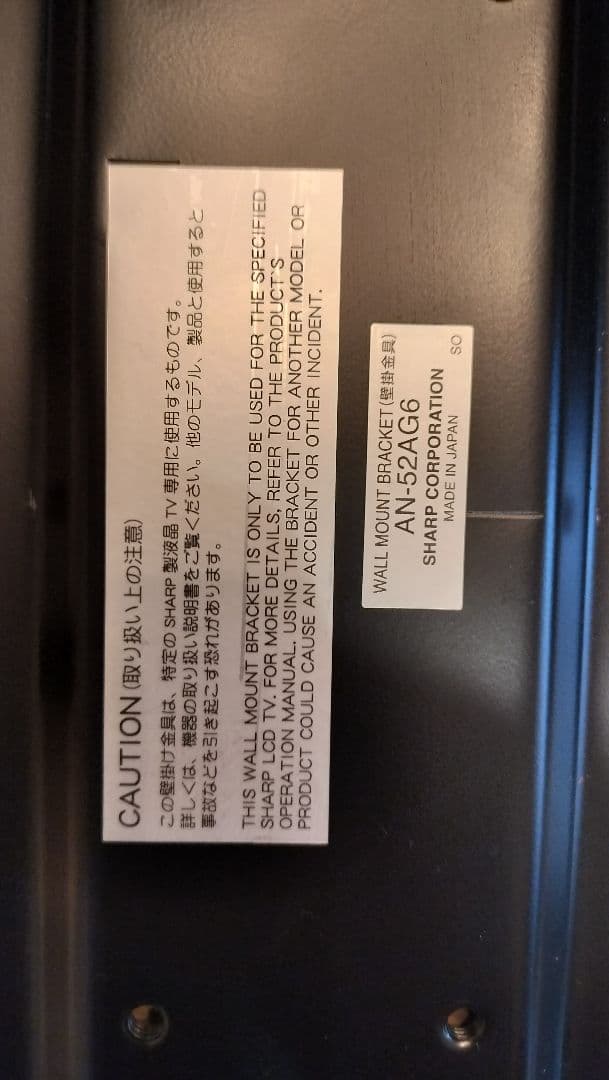 CAUTION(取り扱い上の注意)
この壁掛け金具は、特定の SHARP 製液晶 TV 専用に使用するものです。
詳しくは、機器の取り扱い説明書をご覧ください。他のモデル、製品と使用すると
事故などを引き起こす恐れがあります。
THIS WALL MOUNT BRACKET IS ONLY TO BE USED FOR THE SPECIFIED
SHARP LCD TV. FOR MORE DETAILS, REFER TO THE PRODUCT'S
OPERATION MANUAL. USING THE BRACKET FOR ANOTHER MODEL OR
PRODUCT COULD CAUSE AN ACCIDENT OR OTHER INCIDENT.
WALL MOUNT BRACKET(壁掛金具)
AN-52AG6
SHARP CORPORATION
MADE IN JAPAN SO